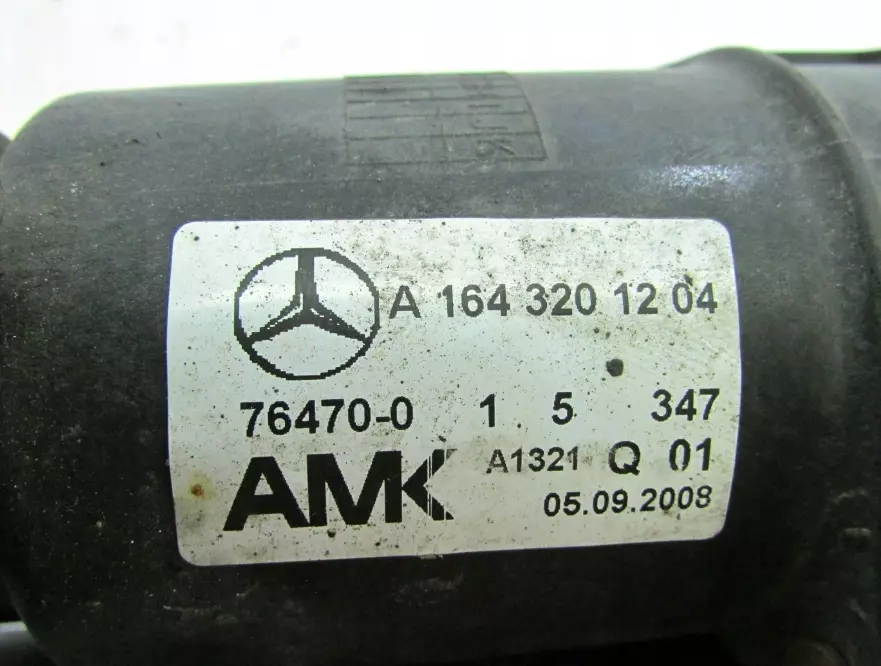 A 164 320 12 04
76470-0 1 5 347
A1321 Q 01
AMK
05.09.2008